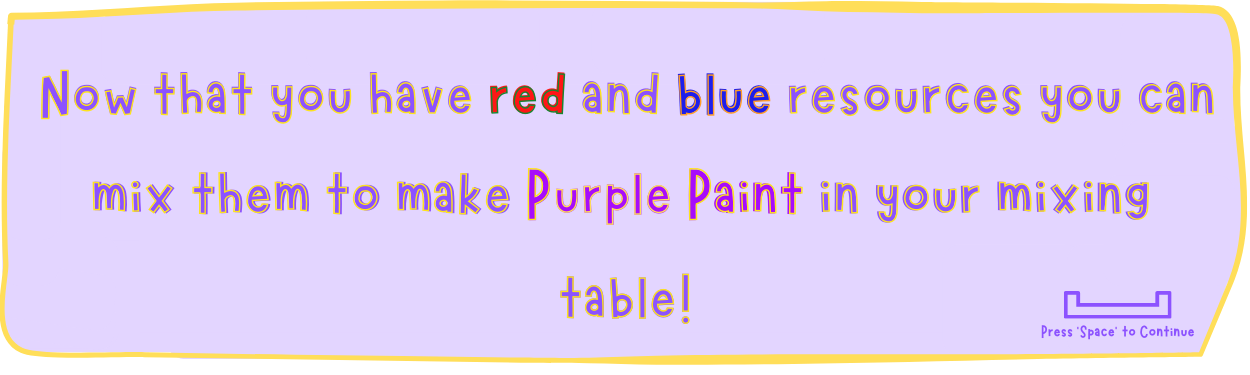 Now that you have red and blue resources you can
mix them to make Purple Paint in your mixing
table!
Press 'Space' to Continue